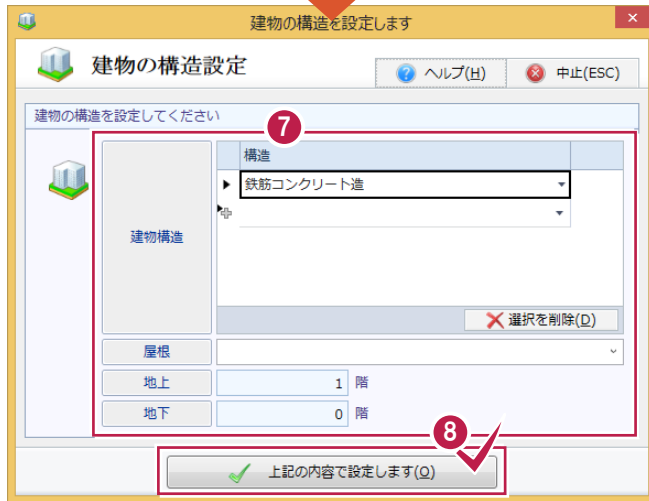 建物の構造を設定します
建物の構造設定
ヘルプ(H)
中止(ESC)
建物の構造を設定してください
7
構造
鉄筋コンクリート造
建物構造
選択を削除(D)
屋根
地上
1 階
地下
0 階
8
上記の内容で設定します(O)